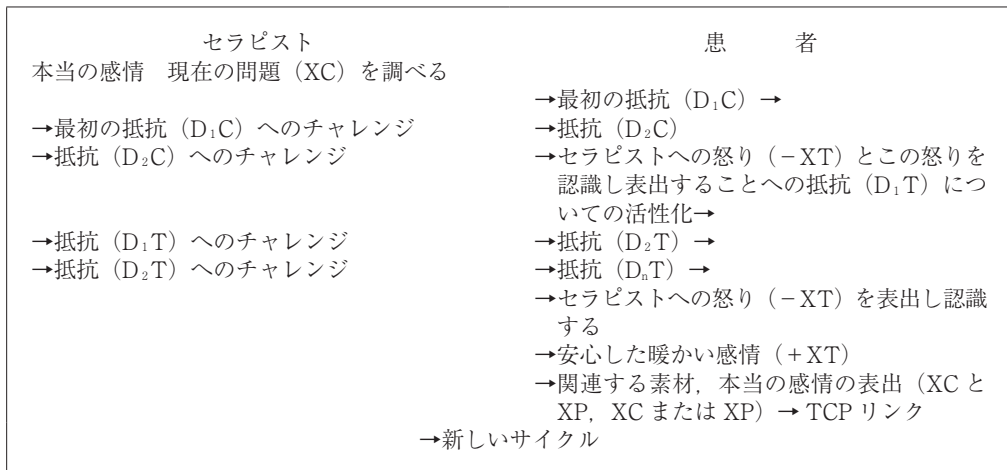 セラピスト 患 者
本当の感情 現在の問題（XC）を調べる
→最初の抵抗（D₁C）→
→最初の抵抗（D₁C）へのチャレンジ →抵抗（D₂C）
→抵抗（D₂C）へのチャレンジ →セラピストへの怒り（－XT）とこの怒りを
認識し表出することへの抵抗（D₁T）につ
いての活性化→
→抵抗（D₁T）へのチャレンジ →抵抗（D₂T）→
→抵抗（D₂T）へのチャレンジ →抵抗（DₙT）→
→セラピストへの怒り（－XT）を表出し認識
する
→安心した暖かい感情（＋XT）
→関連する素材，本当の感情の表出（XC と
XP，XC または XP）→ TCP リンク
→新しいサイクル